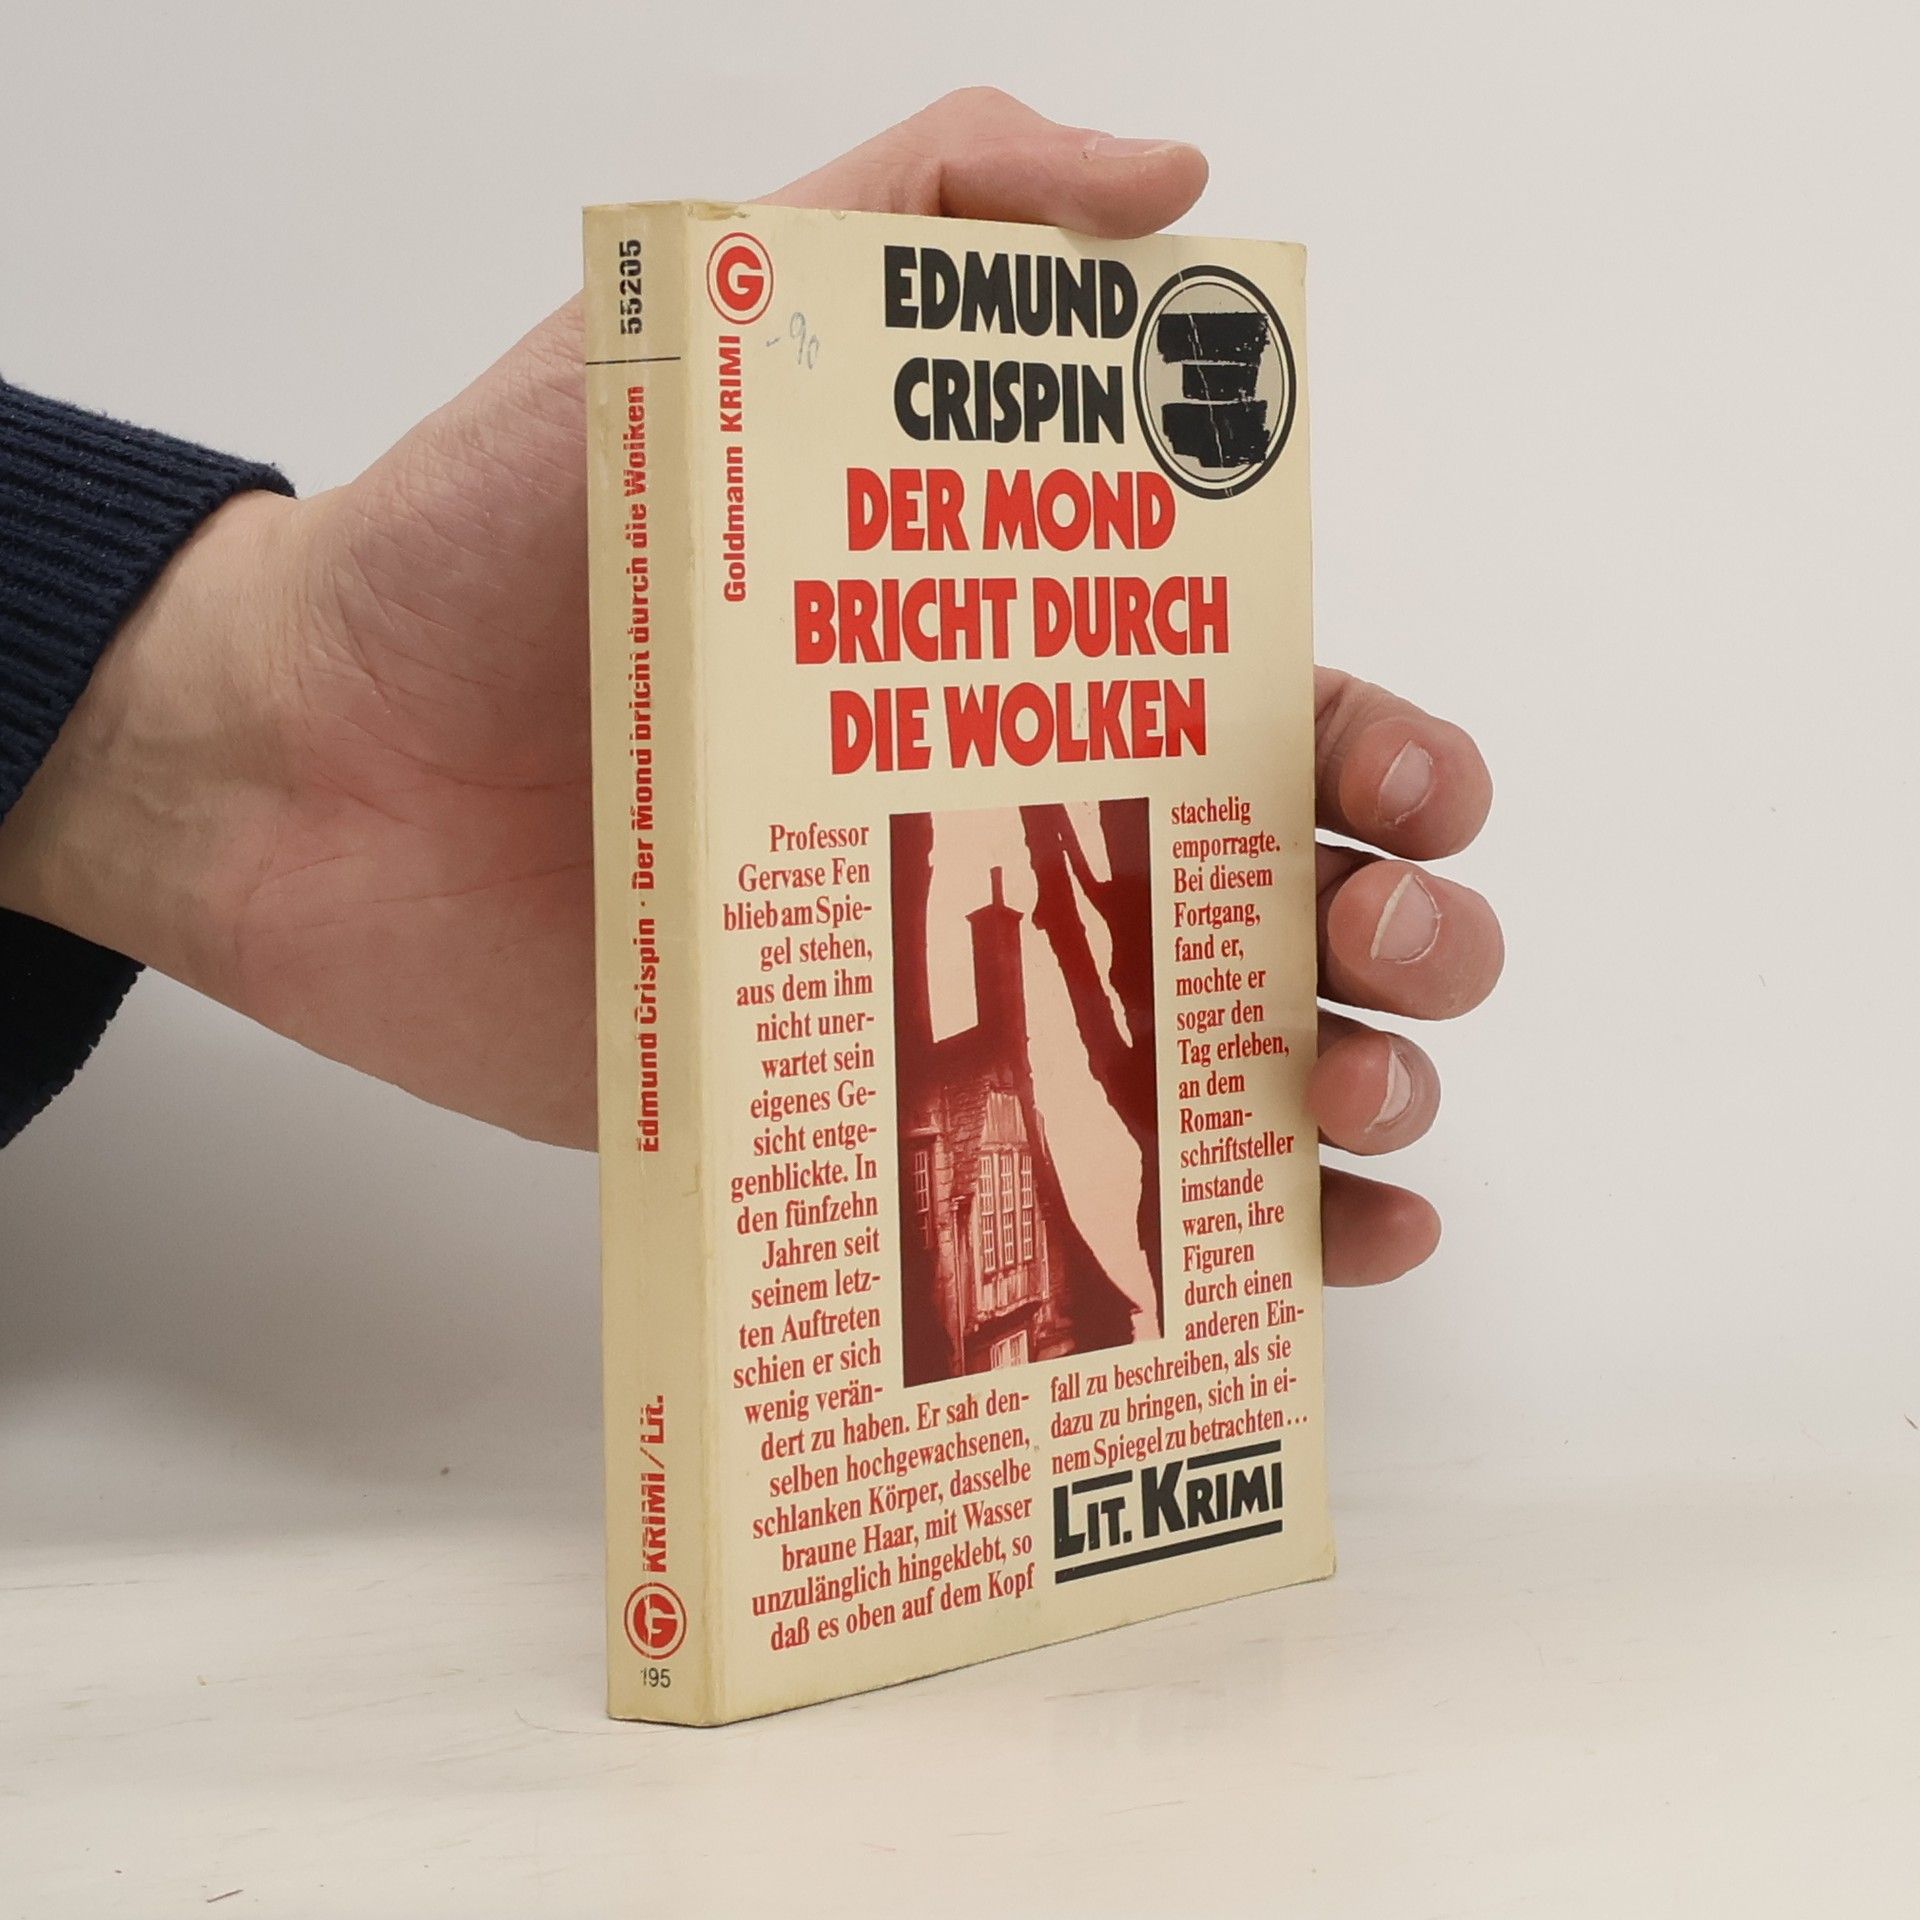 55205
Edmund Crispin · Der Mond bricht durch die Wolken
KRIMI/Lit.
G
195
G
Goldmann KRIMI
- 90
EDMUND
CRISPIN
DER MOND
BRICHT DURCH
DIE WOLKEN
Professor
Gervase Fen
blieb am Spie-
gel stehen,
aus dem ihm
nicht uner-
wartet sein
eigenes Ge-
sicht entge-
genblickte. In
den fünfzehn
Jahren seit
seinem letz-
ten Auftreten
schien er sich
wenig verän-
dert zu haben. Er sah den-
selben hochgewachsenen,
schlanken Körper, dasselbe
braune Haar, mit Wasser
unzulänglich hingeklebt, so
daß es oben auf dem Kopf
stachelig
emporragte.
Bei diesem
Fortgang,
fand er,
mochte er
sogar den
Tag erleben,
an dem
Roman-
schriftsteller
imstande
waren, ihre
Figuren
durch einen
anderen Ein-
fall zu beschreiben, als sie
dazu zu bringen, sich in ei-
nem Spiegel zu betrachten...
LIT. KRIMI